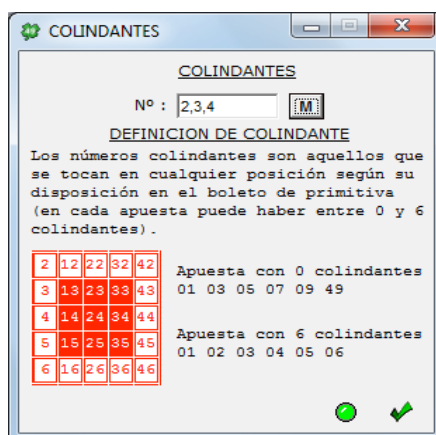 COLINDANTES
COLINDANTES
Nº : 2,3,4 M
DEFINICION DE COLINDANTE
Los números colindantes son aquellos que
se tocan en cualquier posición según su
disposición en el boleto de primitiva
(en cada apuesta puede haber entre 0 y 6
colindantes).
2 12 22 32 42
3 13 23 33 43
4 14 24 34 44
5 15 25 35 45
6 16 26 36 46
Apuesta con 0 colindantes
01 03 05 07 09 49
Apuesta con 6 colindantes
01 02 03 04 05 06